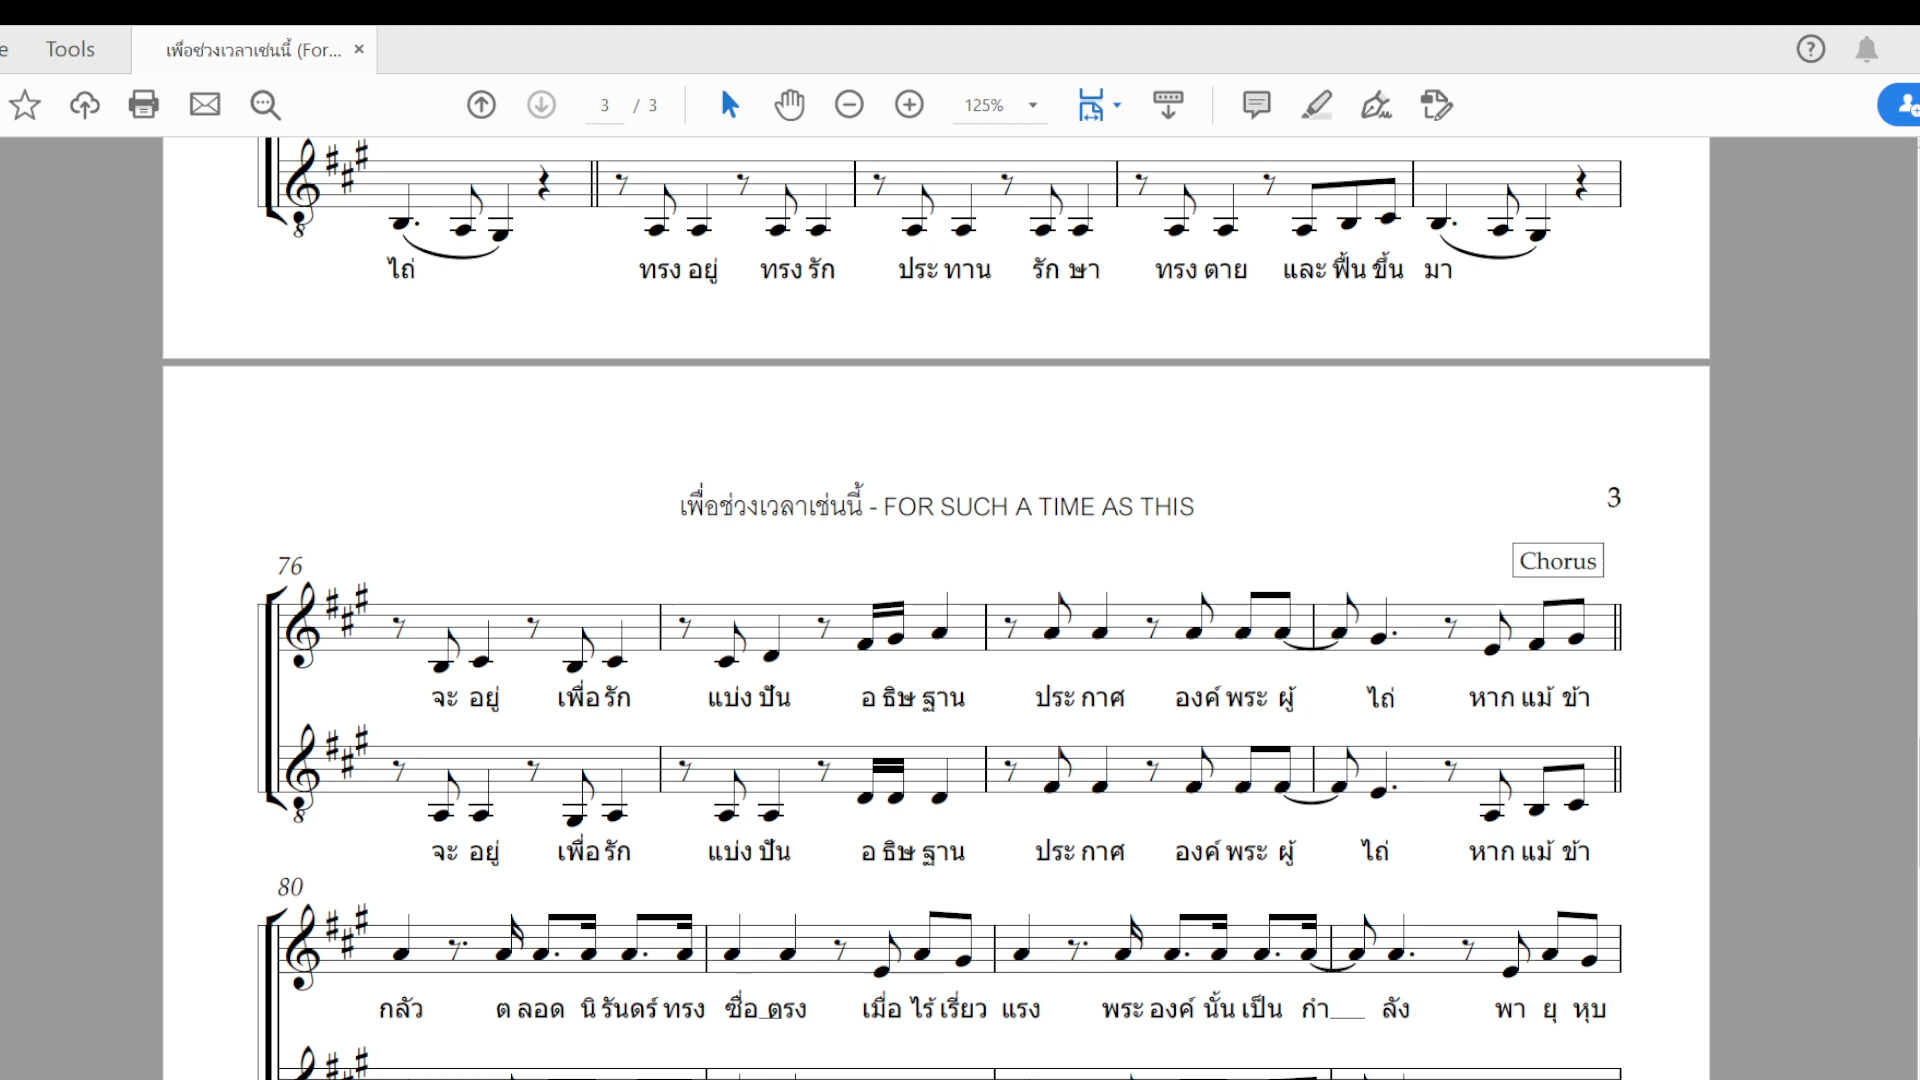 e Tools เพื่อช่วงเวลาเช่นนี้ (For... ×
3 / 3 125%
ไถ่ ทรง อยู่ ทรง รัก ประ ทาน รัก ษา ทรง ตาย และ ฟื้น ขึ้น มา
เพื่อช่วงเวลาเช่นนี้ - FOR SUCH A TIME AS THIS 3
76 Chorus
จะ อยู่ เพื่อ รัก แบ่ง ปัน อ ธิษ ฐาน ประ กาศ องค์ พระ ผู้ ไถ่ หาก แม้ ข้า
8
จะ อยู่ เพื่อ รัก แบ่ง ปัน อ ธิษ ฐาน ประ กาศ องค์ พระ ผู้ ไถ่ หาก แม้ ข้า
80
กลัว ต ลอด นิ รันดร์ ทรง ซื่อ__ตรง เมื่อ ไร้ เรี่ยว แรง พระ องค์ นั้น เป็น กำ___ ลัง พา ยุ หุบ